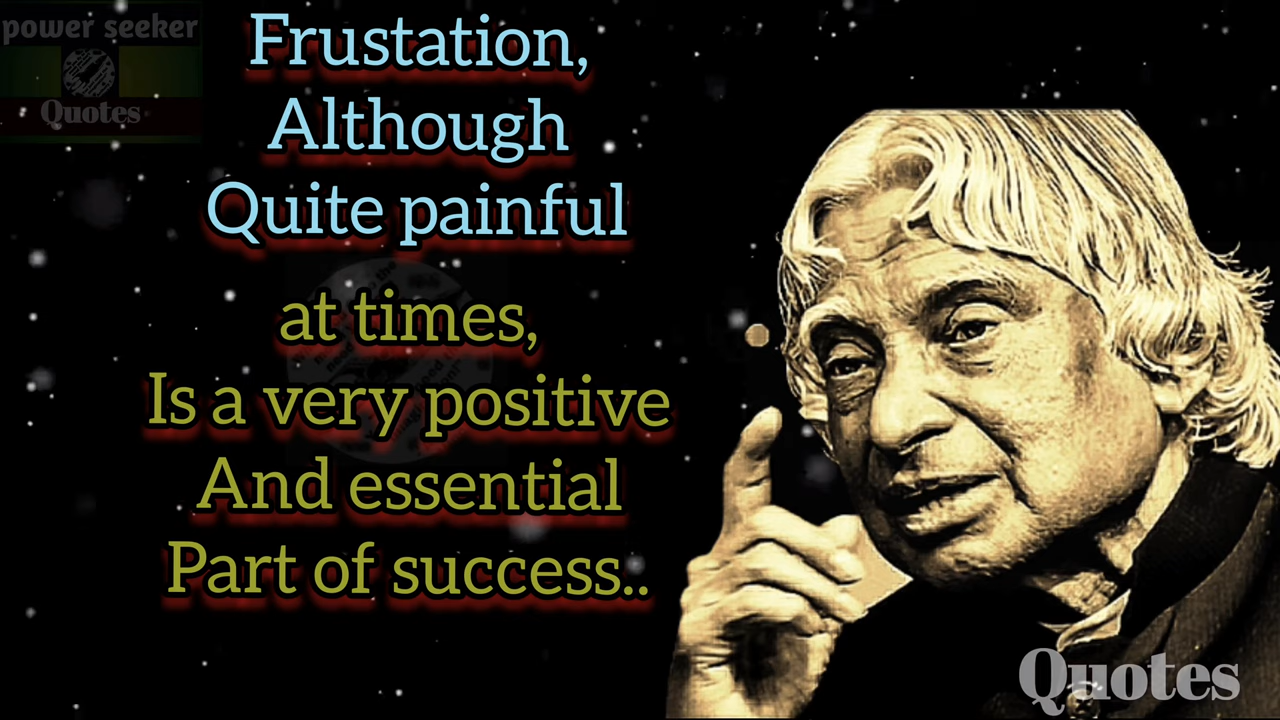 power seeker
Quotes
Frustation,
Although
Quite painful
at times,
Is a very positive
And essential
Part of success..
Quotes